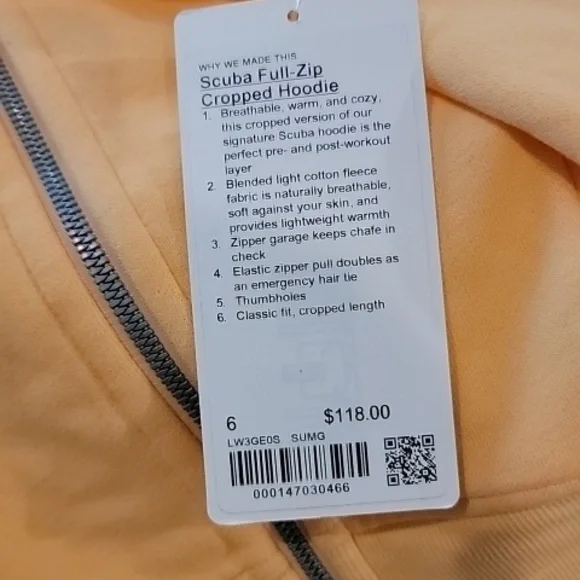 WHY WE MADE THIS
Scuba Full-Zip
Cropped Hoodie
1. Breathable, warm, and cozy,
this cropped version of our
signature Scuba hoodie is the
perfect pre- and post-workout
layer
2. Blended light cotton fleece
fabric is naturally breathable,
soft against your skin, and
provides lightweight warmth
3. Zipper garage keeps chafe in
check
4. Elastic zipper pull doubles as
an emergency hair tie
5. Thumbholes
6. Classic fit, cropped length
6 $118.00
LW3GE0S SUMG
000147030466